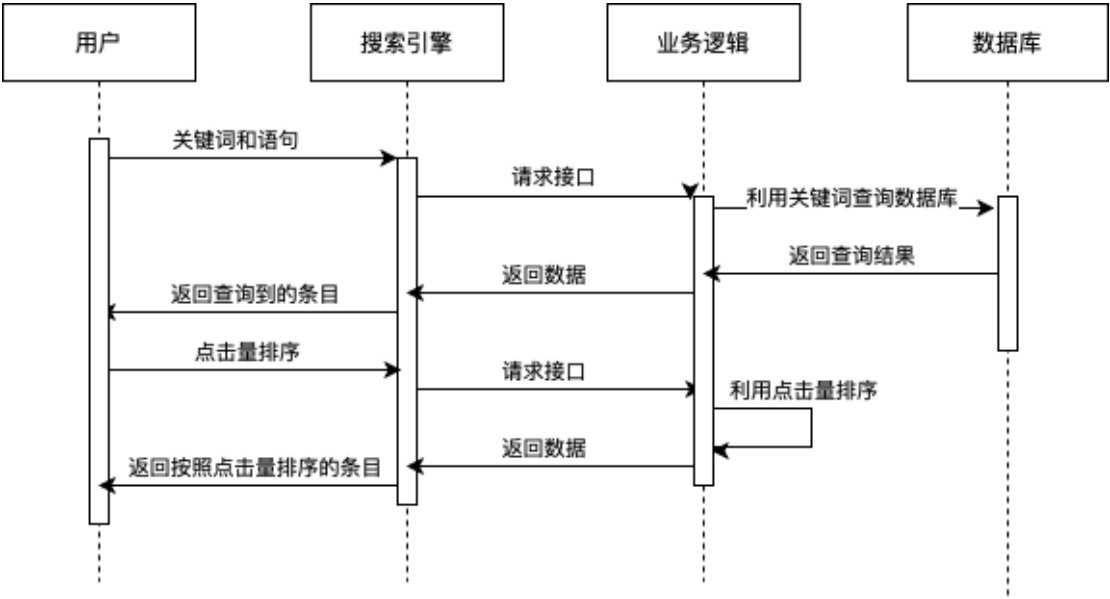 用户
搜索引擎
业务逻辑
数据库
关键词和语句
请求接口
利用关键词查询数据库
返回查询结果
返回数据
返回查询到的条目
点击量排序
请求接口
利用点击量排序
返回数据
返回按照点击量排序的条目